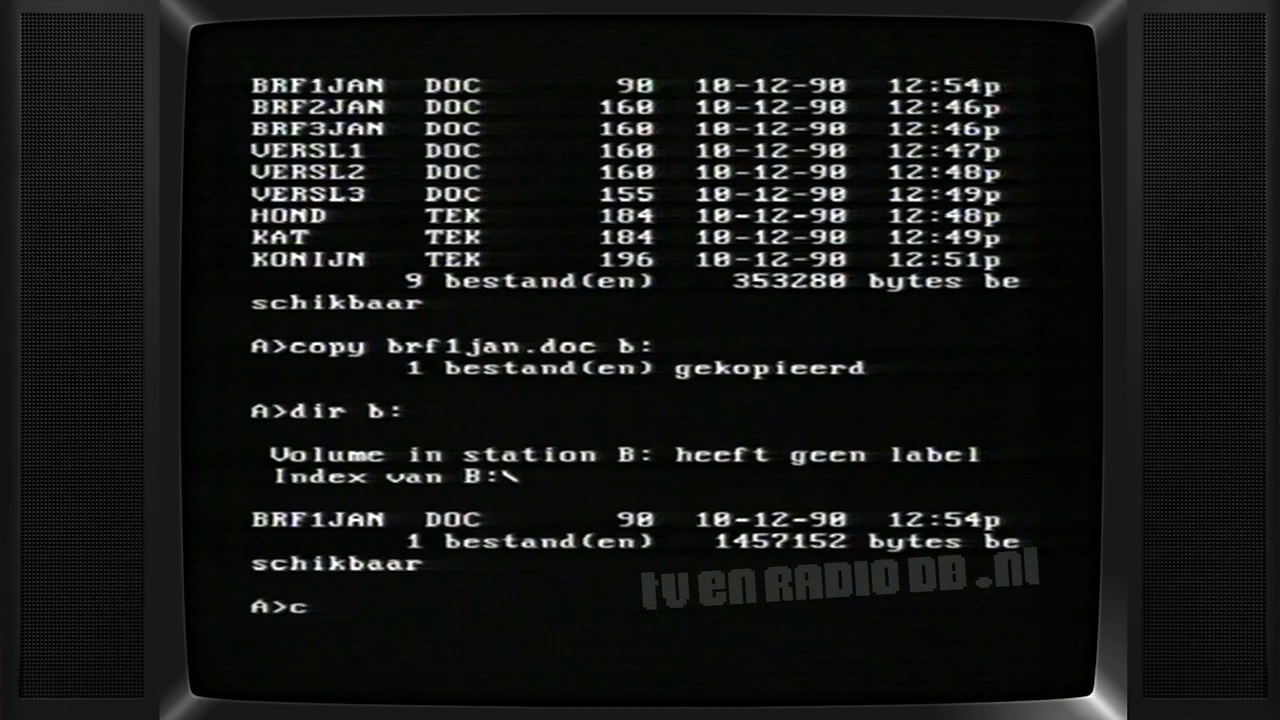 BRF1JAN DOC 90 10-12-90 12:54p
BRF2JAN DOC 160 10-12-90 12:46p
BRF3JAN DOC 160 10-12-90 12:46p
VERSL1 DOC 160 10-12-90 12:47p
VERSL2 DOC 160 10-12-90 12:48p
VERSL3 DOC 155 10-12-90 12:49p
HOND TEK 184 10-12-90 12:48p
KAT TEK 184 10-12-90 12:49p
KONIJN TEK 196 10-12-90 12:51p
9 bestand(en) 353280 bytes be
schikbaar
A>copy brf1jan.doc b:
1 bestand(en) gekopieerd
A>dir b:
Volume in station B: heeft geen label
Index van B:\
BRF1JAN DOC 90 10-12-90 12:54p
1 bestand(en) 1457152 bytes be
schikbaar
tv en RADIO DB .nl
A>c